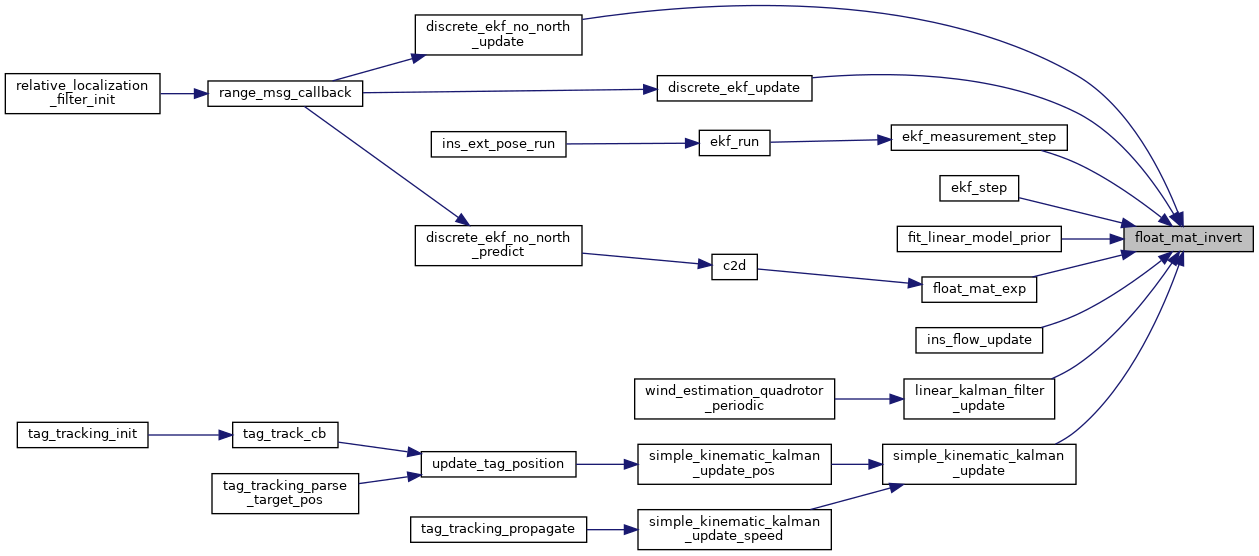 discrete_ekf_no_north
_update
relative_localization
_filter_init
range_msg_callback
discrete_ekf_update
ins_ext_pose_run
ekf_run
ekf_measurement_step
ekf_step
discrete_ekf_no_north
_predict
c2d
fit_linear_model_prior
float_mat_invert
float_mat_exp
ins_flow_update
wind_estimation_quadrotor
_periodic
linear_kalman_filter
_update
tag_tracking_init
tag_track_cb
update_tag_position
simple_kinematic_kalman
_update_pos
simple_kinematic_kalman
_update
tag_tracking_parse
_target_pos
tag_tracking_propagate
simple_kinematic_kalman
_update_speed